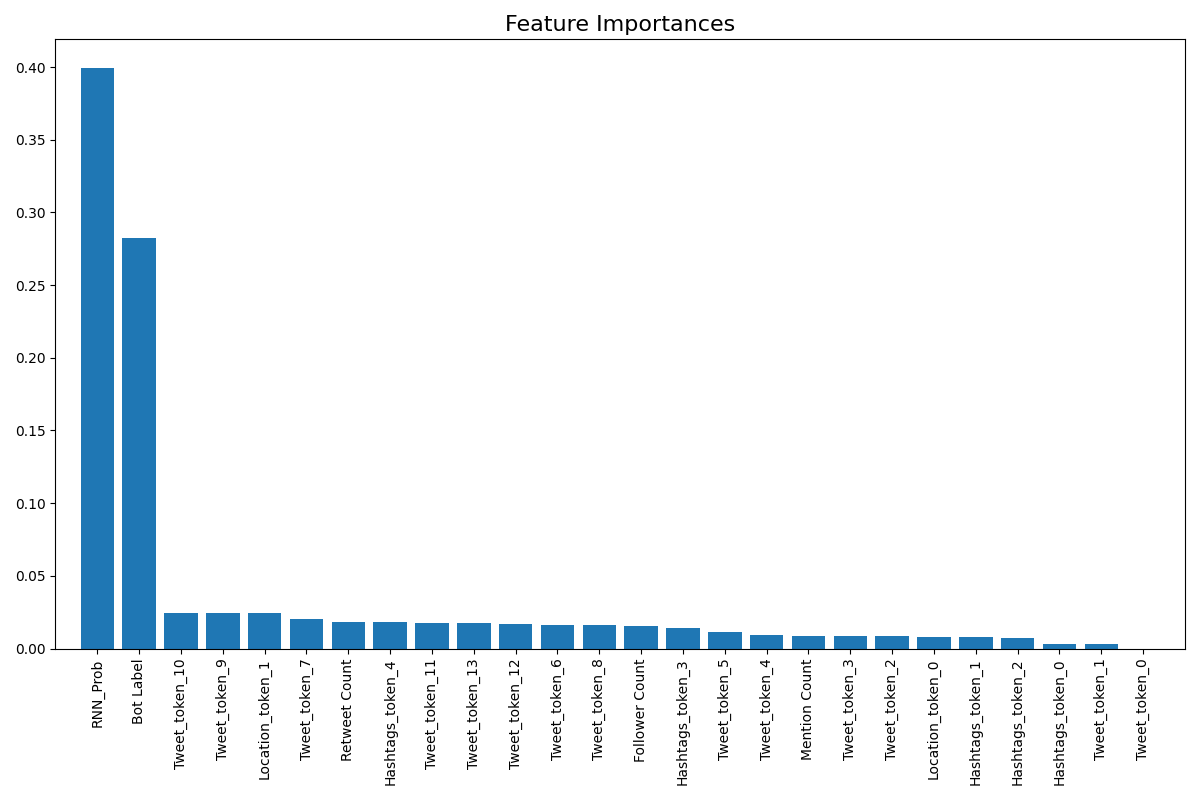 Feature Importances
0.40
0.35
0.30
0.25
0.20
0.15
0.10
0.05
0.00
RNN_Prob
Bot Label
Tweet_token_10
Tweet_token_9
Location_token_1
Tweet_token_7
Retweet Count
Hashtags_token_4
Tweet_token_11
Tweet_token_13
Tweet_token_12
Tweet_token_6
Tweet_token_8
Follower Count
Hashtags_token_3
Tweet_token_5
Tweet_token_4
Mention Count
Tweet_token_3
Tweet_token_2
Location_token_0
Hashtags_token_1
Hashtags_token_2
Hashtags_token_0
Tweet_token_1
Tweet_token_0